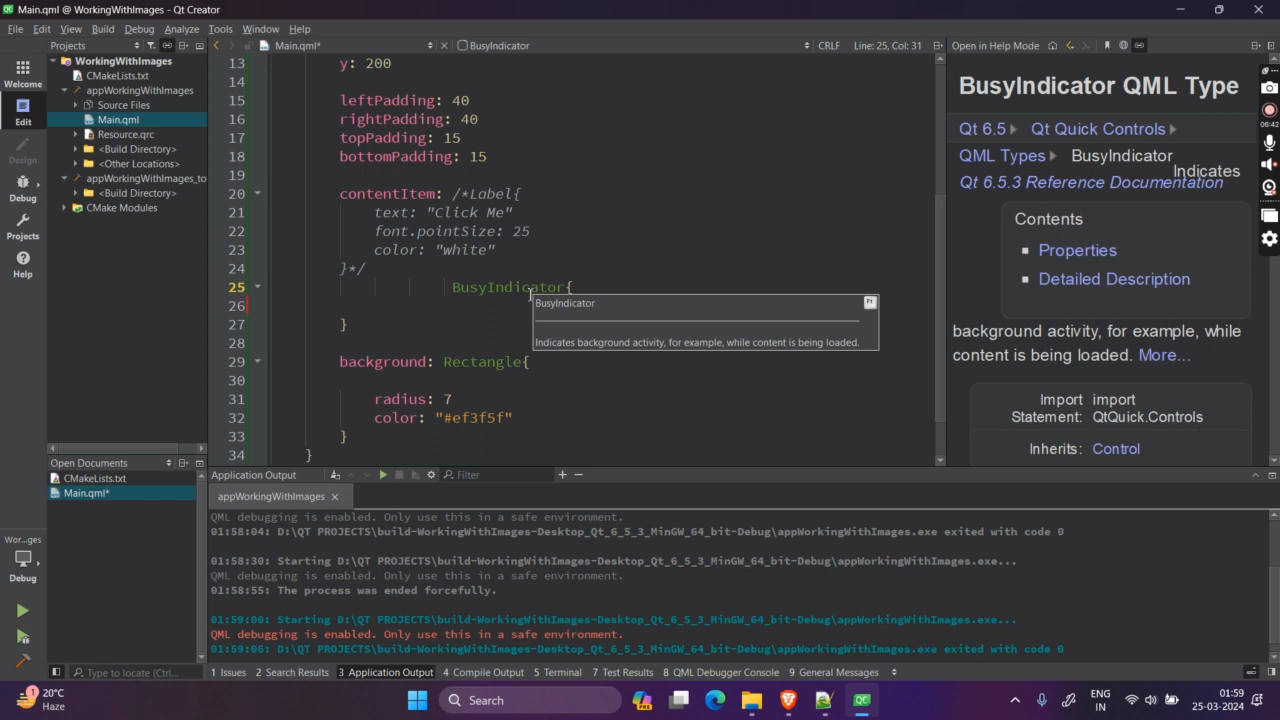 Main.qml @ WorkingWithImages - Qt Creator
File Edit View Build Debug Analyze Tools Window Help
Projects
Main.qml*
BusyIndicator
CRLF
Line: 25, Col: 31
Open in Help Mode
Welcome
Edit
Design
Debug
Projects
Help
WorkingWithImages
CMakeLists.txt
appWorkingWithImages
Source Files
Main.qml
Resource.qrc
<Build Directory>
<Other Locations>
appWorkingWithImages_to
<Build Directory>
CMake Modules
13 y: 200
14
15 leftPadding: 40
16 rightPadding: 40
17 topPadding: 15
18 bottomPadding: 15
19
20 contentItem: /*Label{
21 text: "Click Me"
22 font.pointSize: 25
23 color: "white"
24 }*/
25 BusyIndicator{
26
27 }
28
29 background: Rectangle{
30
31 radius: 7
32 color: "#ef3f5f"
33 }
34 }
BusyIndicator
F1
Indicates background activity, for example, while content is being loaded.
BusyIndicator QML Type
Qt 6.5 Qt Quick Controls
QML Types BusyIndicator
Indicates
Qt 6.5.3 Reference Documentation
Contents
Properties
Detailed Description
background activity, for example, while
content is being loaded. More...
Import import
Statement: QtQuick.Controls
Inherits: Control
06:42
Open Documents
CMakeLists.txt
Main.qml*
Application Output
Filter
appWorkingWithImages
QML debugging is enabled. Only use this in a safe environment.
01:58:04: D:\QT PROJECTS\build-WorkingWithImages-Desktop_Qt_6_5_3_MinGW_64_bit-Debug\appWorkingWithImages.exe exited with code 0
01:58:30: Starting D:\QT PROJECTS\build-WorkingWithImages-Desktop_Qt_6_5_3_MinGW_64_bit-Debug\appWorkingWithImages.exe...
QML debugging is enabled. Only use this in a safe environment.
01:58:55: The process was ended forcefully.
01:59:00: Starting D:\QT PROJECTS\build-WorkingWithImages-Desktop_Qt_6_5_3_MinGW_64_bit-Debug\appWorkingWithImages.exe...
QML debugging is enabled. Only use this in a safe environment.
01:59:06: D:\QT PROJECTS\build-WorkingWithImages-Desktop_Qt_6_5_3_MinGW_64_bit-Debug\appWorkingWithImages.exe exited with code 0
Wor...ges
Debug
Type to locate (Ctrl...
1 Issues 2 Search Results 3 Application Output 4 Compile Output 5 Terminal 7 Test Results 8 QML Debugger Console 9 General Messages
1
20°C
Haze
Search
PRE
QC
ENG
IN
01:59
25-03-2024